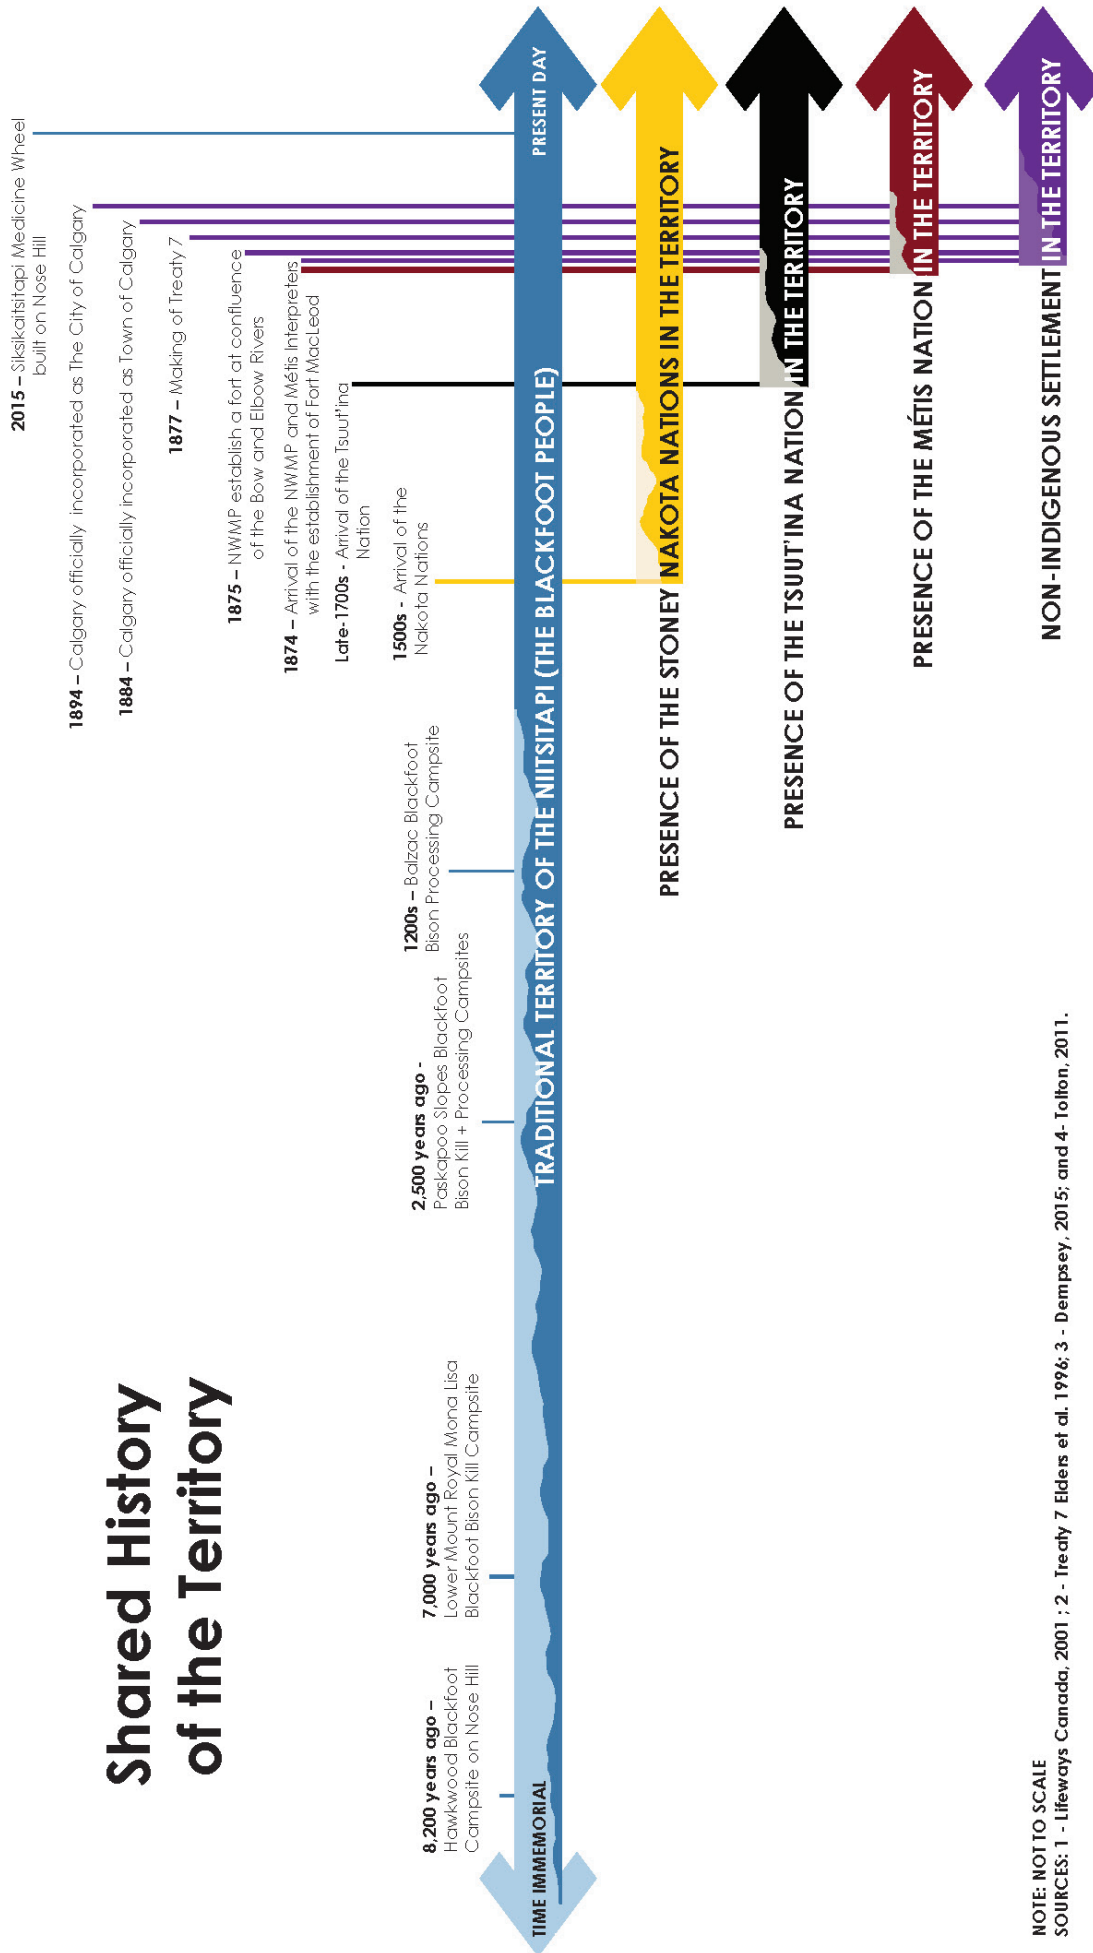 Shared History
of the Territory
8,200 years ago –
Hawkwood Blackfoot
Campsite on Nose Hill
7,000 years ago –
Lower Mount Royal Mona Lisa
Blackfoot Bison Kill Campsite
2,500 years ago -
Paskapoo Slopes Blackfoot
Bison Kill + Processing Campsites
1200s – Balzac Blackfoot
Bison Processing Campsite
1500s - Arrival of the
Nakota Nations
Late-1700s - Arrival of the Tsuut'ina
Nation
1874 – Arrival of the NWMP and Métis Interpreters
with the establishment of Fort MacLeod
1875 – NWMP establish a fort at confluence
of the Bow and Elbow Rivers
1877 – Making of Treaty 7
1884 – Calgary officially incorporated as Town of Calgary
1894 – Calgary officially incorporated as The City of Calgary
2015 – Siksikaitsitapi Medicine Wheel
built on Nose Hill
TIME IMMEMORIAL
TRADITIONAL TERRITORY OF THE NIITSITAPI (THE BLACKFOOT PEOPLE)
PRESENT DAY
PRESENCE OF THE STONEY NAKOTA NATIONS IN THE TERRITORY
PRESENCE OF THE TSUUT'INA NATION IN THE TERRITORY
PRESENCE OF THE MÉTIS NATION IN THE TERRITORY
NON-INDIGENOUS SETTLEMENT IN THE TERRITORY
NOTE: NOT TO SCALE
SOURCES: 1 - Lifeways Canada, 2001 ; 2 - Treaty 7 Elders et al. 1996; 3 - Dempsey, 2015; and 4 - Tolton, 2011.